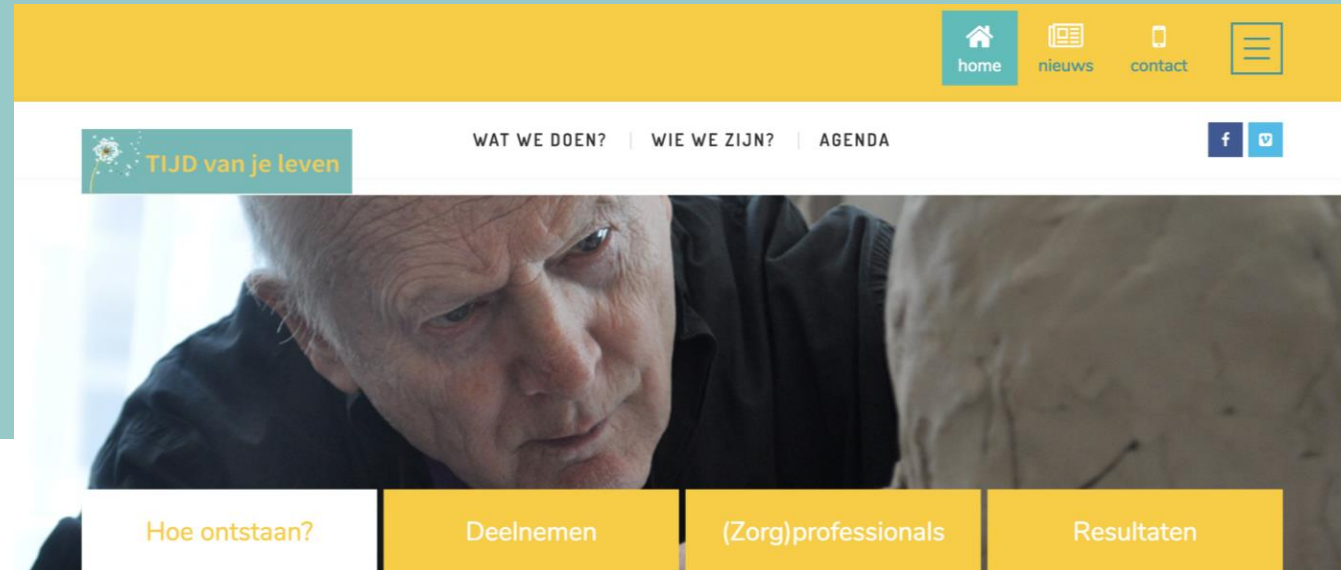 home
nieuws
contact
TIJD van je leven
WAT WE DOEN?
WIE WE ZIJN?
AGENDA
Hoe ontstaan?
Deelnemen
(Zorg)professionals
Resultaten